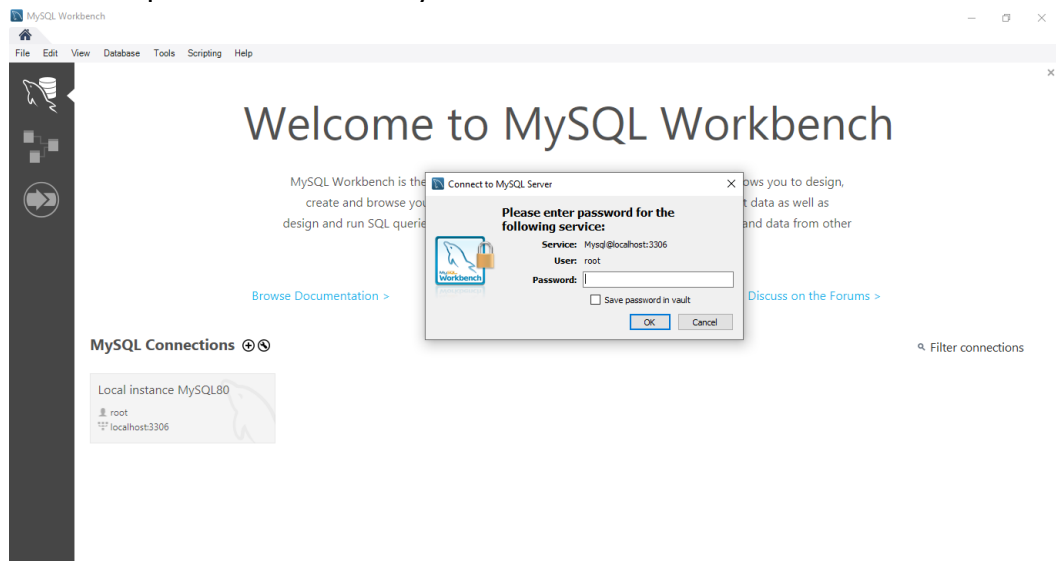 MySQL Workbench
File Edit View Database Tools Scripting Help
Welcome to MySQL Workbench
MySQL Workbench is the
create and browse you
design and run SQL querie
ows you to design,
t data as well as
and data from other
Connect to MySQL Server
Please enter password for the
following service:
Service: Mysql@localhost:3306
User: root
Password:
Save password in vault
OK Cancel
MySQL
Workbench
Browse Documentation >
Discuss on the Forums >
MySQL Connections
Filter connections
Local instance MySQL80
root
localhost:3306